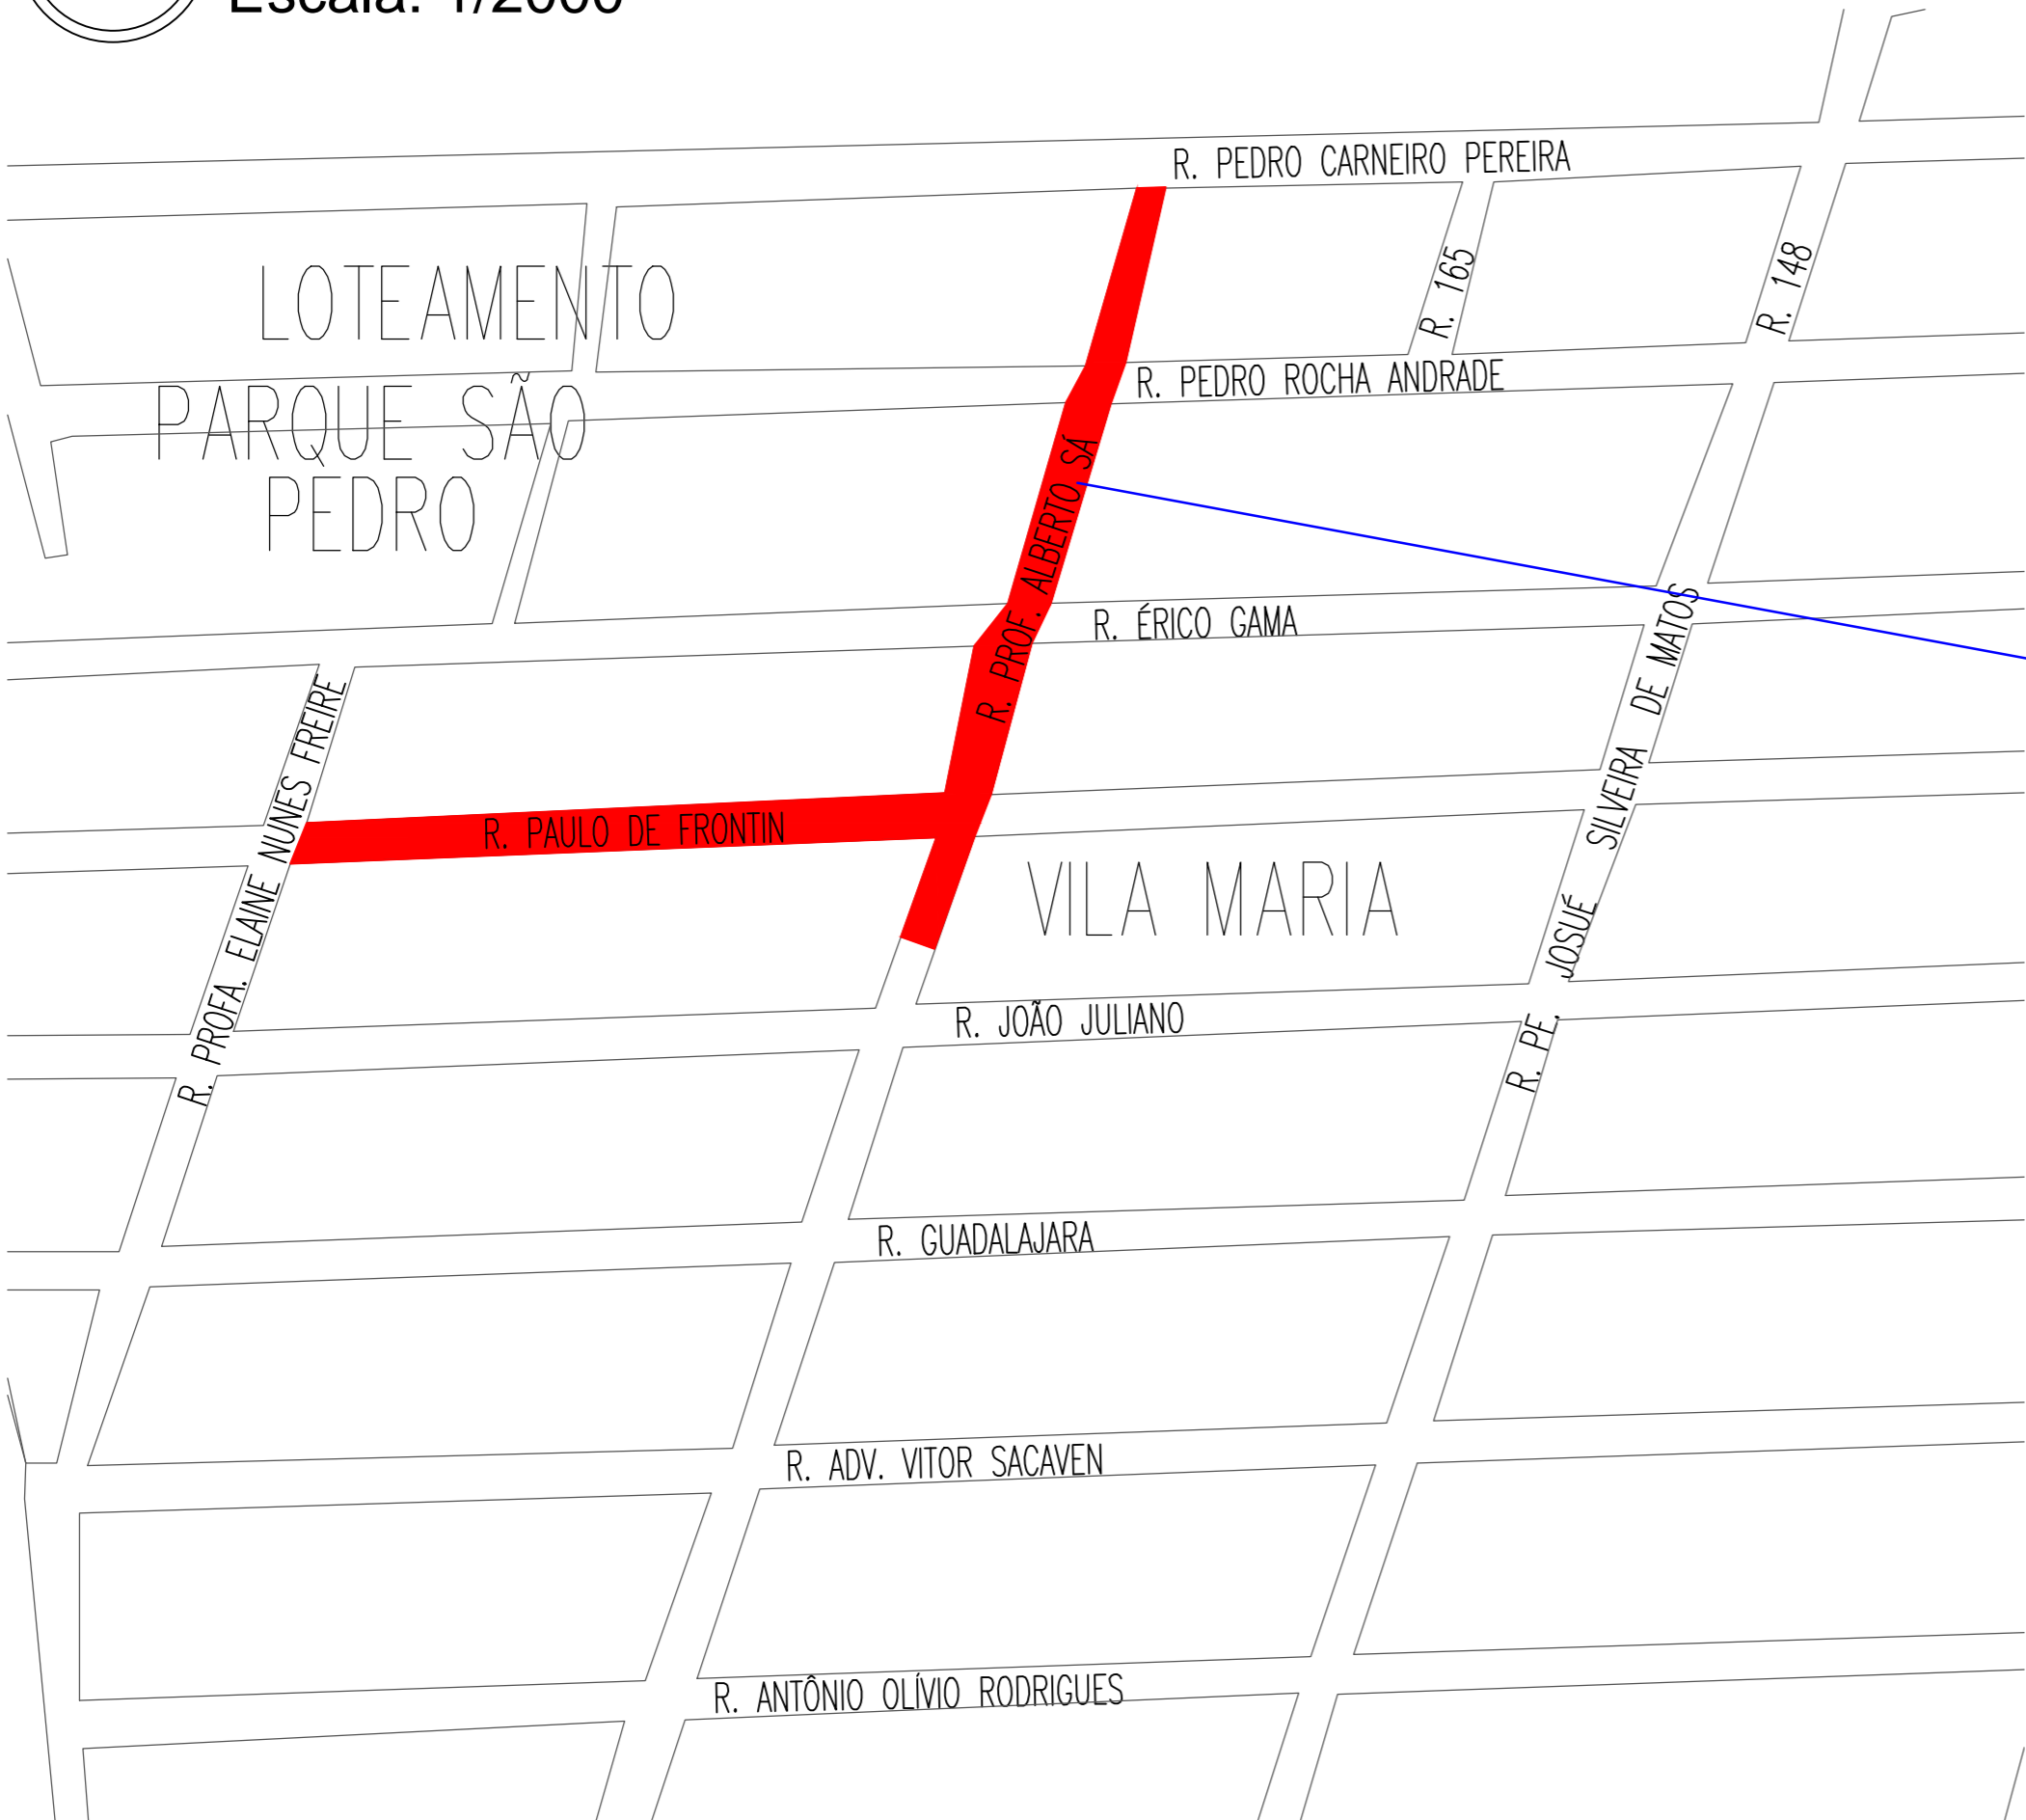 Escala: 1/2000
R. PEDRO CARNEIRO PEREIRA
R. 165
R. 148
LOTEAMENTO
PARQUE SÃO
PEDRO
R. PEDRO ROCHA ANDRADE
R. PROF. ALBERTO SÁ
R. ÉRICO GAMA
R. PROFA. ELAINE NUNES FREIRE
R. PE. JOSUÉ SILVEIRA DE MATOS
R. PAULO DE FRONTIN
VILA MARIA
R. JOÃO JULIANO
R. GUADALAJARA
R. ADV. VITOR SACAVEN
R. ANTÔNIO OLÍVIO RODRIGUES